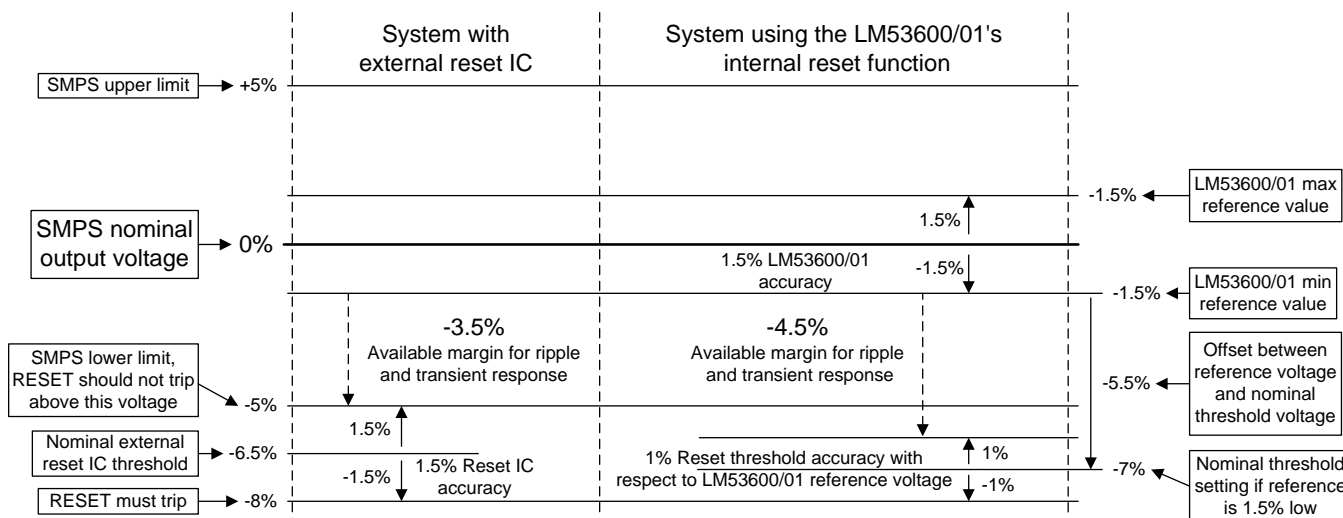 System with
external reset IC
System using the LM53600/01's
internal reset function
SMPS upper limit
+5%
-1.5%
LM53600/01 max
reference value
1.5%
SMPS nominal
output voltage
0%
1.5% LM53600/01
accuracy
-1.5%
-1.5%
LM53600/01 min
reference value
-3.5%
Available margin for ripple
and transient response
-4.5%
Available margin for ripple
and transient response
SMPS lower limit,
RESET should not trip
above this voltage
-5%
-5.5%
Offset between
reference voltage
and nominal
threshold voltage
1.5%
Nominal external
reset IC threshold
-6.5%
-1.5%
1.5% Reset IC
accuracy
1% Reset threshold accuracy with
respect to LM53600/01 reference voltage
1%
-1%
-7%
Nominal threshold
setting if reference
is 1.5% low
RESET must trip
-8%